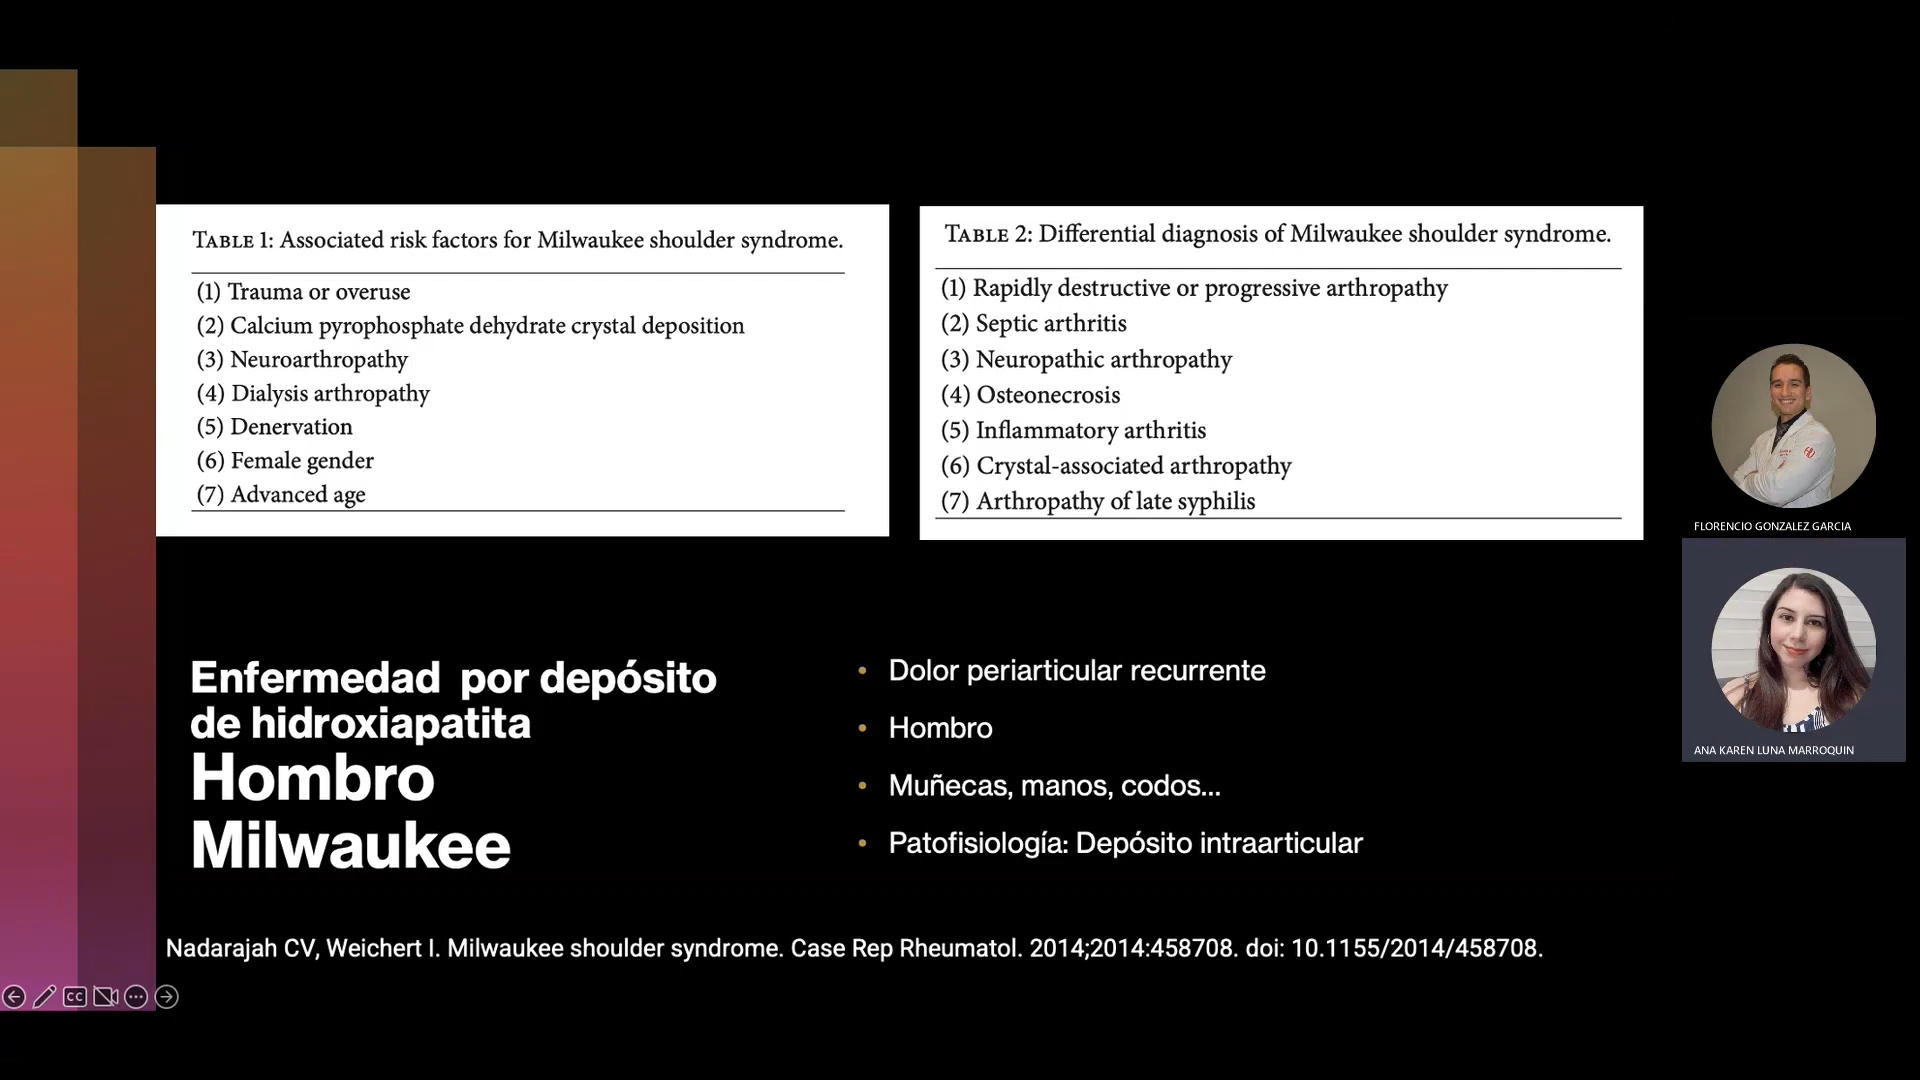 TABLE 1: Associated risk factors for Milwaukee shoulder syndrome.
(1) Trauma or overuse
(2) Calcium pyrophosphate dehydrate crystal deposition
(3) Neuroarthropathy
(4) Dialysis arthropathy
(5) Denervation
(6) Female gender
(7) Advanced age
TABLE 2: Differential diagnosis of Milwaukee shoulder syndrome.
(1) Rapidly destructive or progressive arthropathy
(2) Septic arthritis
(3) Neuropathic arthropathy
(4) Osteonecrosis
(5) Inflammatory arthritis
(6) Crystal-associated arthropathy
(7) Arthropathy of late syphilis
FLORENCIO GONZALEZ GARCIA
ANA KAREN LUNA MARROQUIN
Enfermedad por depósito
de hidroxiapatita
Hombro
Milwaukee
• Dolor periarticular recurrente
• Hombro
• Muñecas, manos, codos...
• Patofisiología: Depósito intraarticular
Nadarajah CV, Weichert I. Milwaukee shoulder syndrome. Case Rep Rheumatol. 2014;2014:458708. doi: 10.1155/2014/458708.
CC